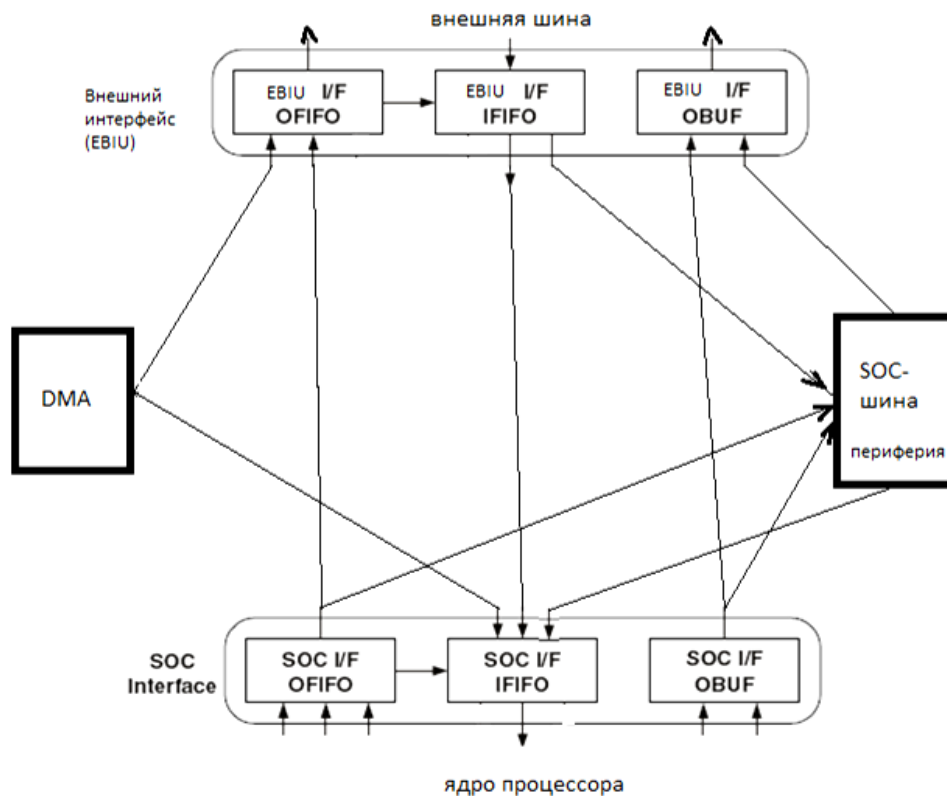 внешняя шина
Внешний
интерфейс
(EBIU)
EBIU I/F
OFIFO
EBIU I/F
IFIFO
EBIU I/F
OBUF
DMA
SOC-
шина
периферия
SOC
Interface
SOC I/F
OFIFO
SOC I/F
IFIFO
SOC I/F
OBUF
ядро процессора